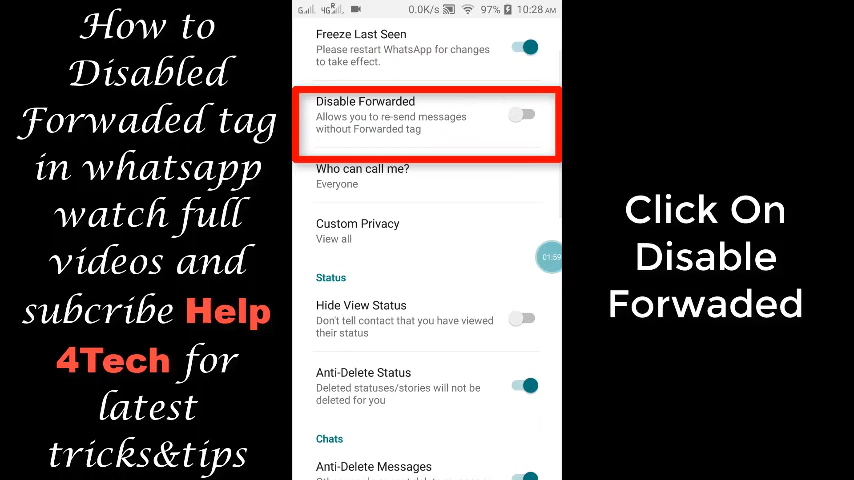 How to
Disabled
Forwaded tag
in whatsapp
watch full
videos and
subcribe Help
4Tech for
latest
tricks&tips
0.0K/s 97% 10:28 AM
Freeze Last Seen
Please restart WhatsApp for changes
to take effect.
Disable Forwarded
Allows you to re-send messages
without Forwarded tag
Who can call me?
Everyone
Custom Privacy
View all
01:59
Status
Hide View Status
Don't tell contact that you have viewed
their status
Anti-Delete Status
Deleted statuses/stories will not be
deleted for you
Chats
Anti-Delete Messages
Click On
Disable
Forwaded